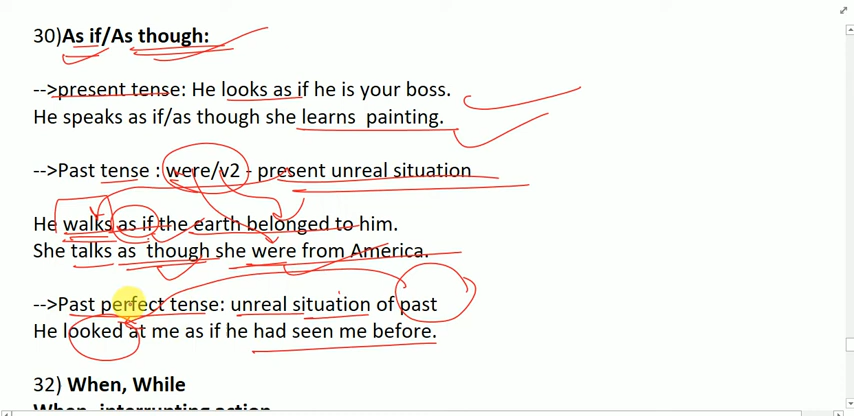 30)As if/As though:
-->present tense: He looks as if he is your boss.
He speaks as if/as though she learns painting.
-->Past tense : were/v2 - present unreal situation
He walks as if the earth belonged to him.
She talks as though she were from America.
-->Past perfect tense: unreal situation of past
He looked at me as if he had seen me before.
32) When, While
When- interrupting action